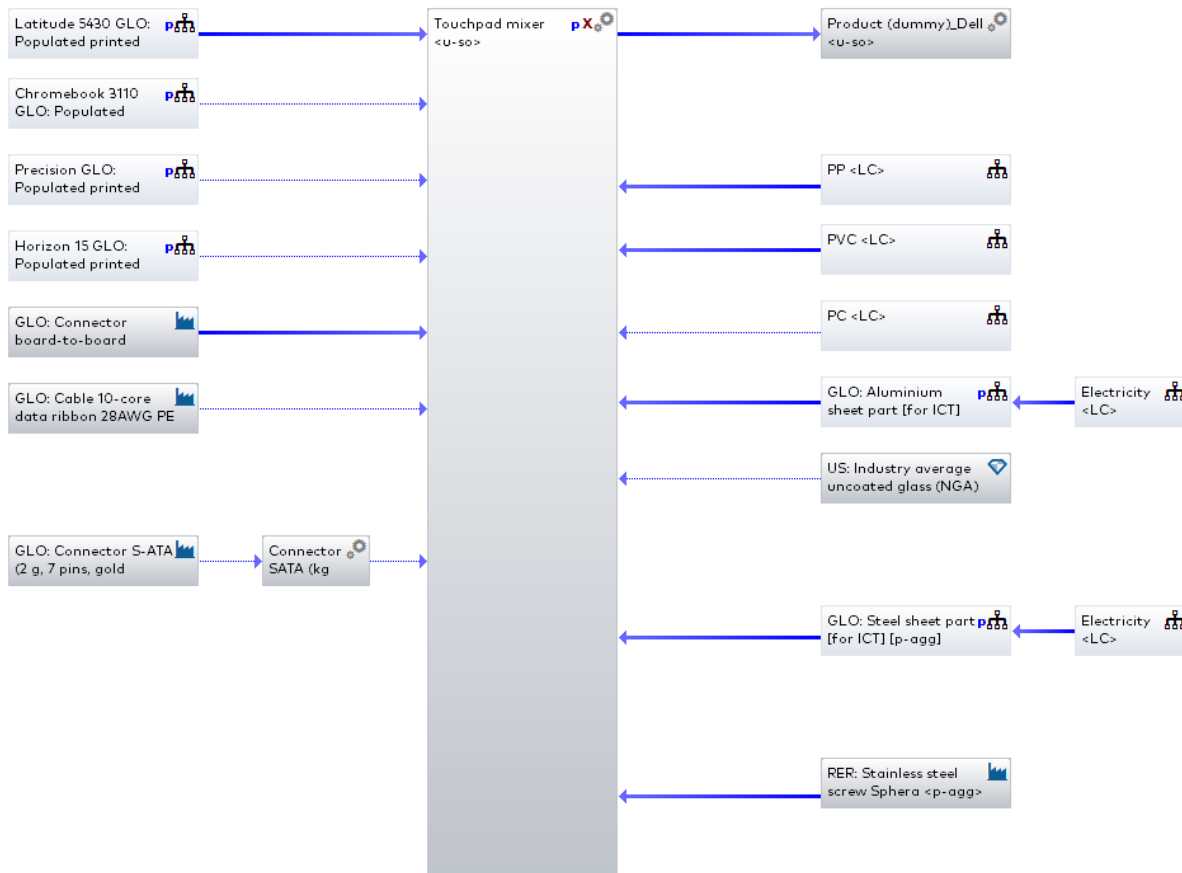 Latitude 5430 GLO:
Populated printed
p
Touchpad mixer
<u-so>
p X
Product (dummy)_Dell
<u-so>
Chromebook 3110
GLO: Populated
p
Precision GLO:
Populated printed
p
PP <LC>
Horizon 15 GLO:
Populated printed
p
PVC <LC>
GLO: Connector
board-to-board
PC <LC>
GLO: Cable 10-core
data ribbon 28AWG PE
GLO: Aluminium
sheet part [for ICT]
p
Electricity
<LC>
US: Industry average
uncoated glass (NGA)
GLO: Connector S-ATA
(2 g, 7 pins, gold
Connector
SATA (kg
GLO: Steel sheet part
[for ICT] [p-agg]
p
Electricity
<LC>
RER: Stainless steel
screw Sphera <p-agg>